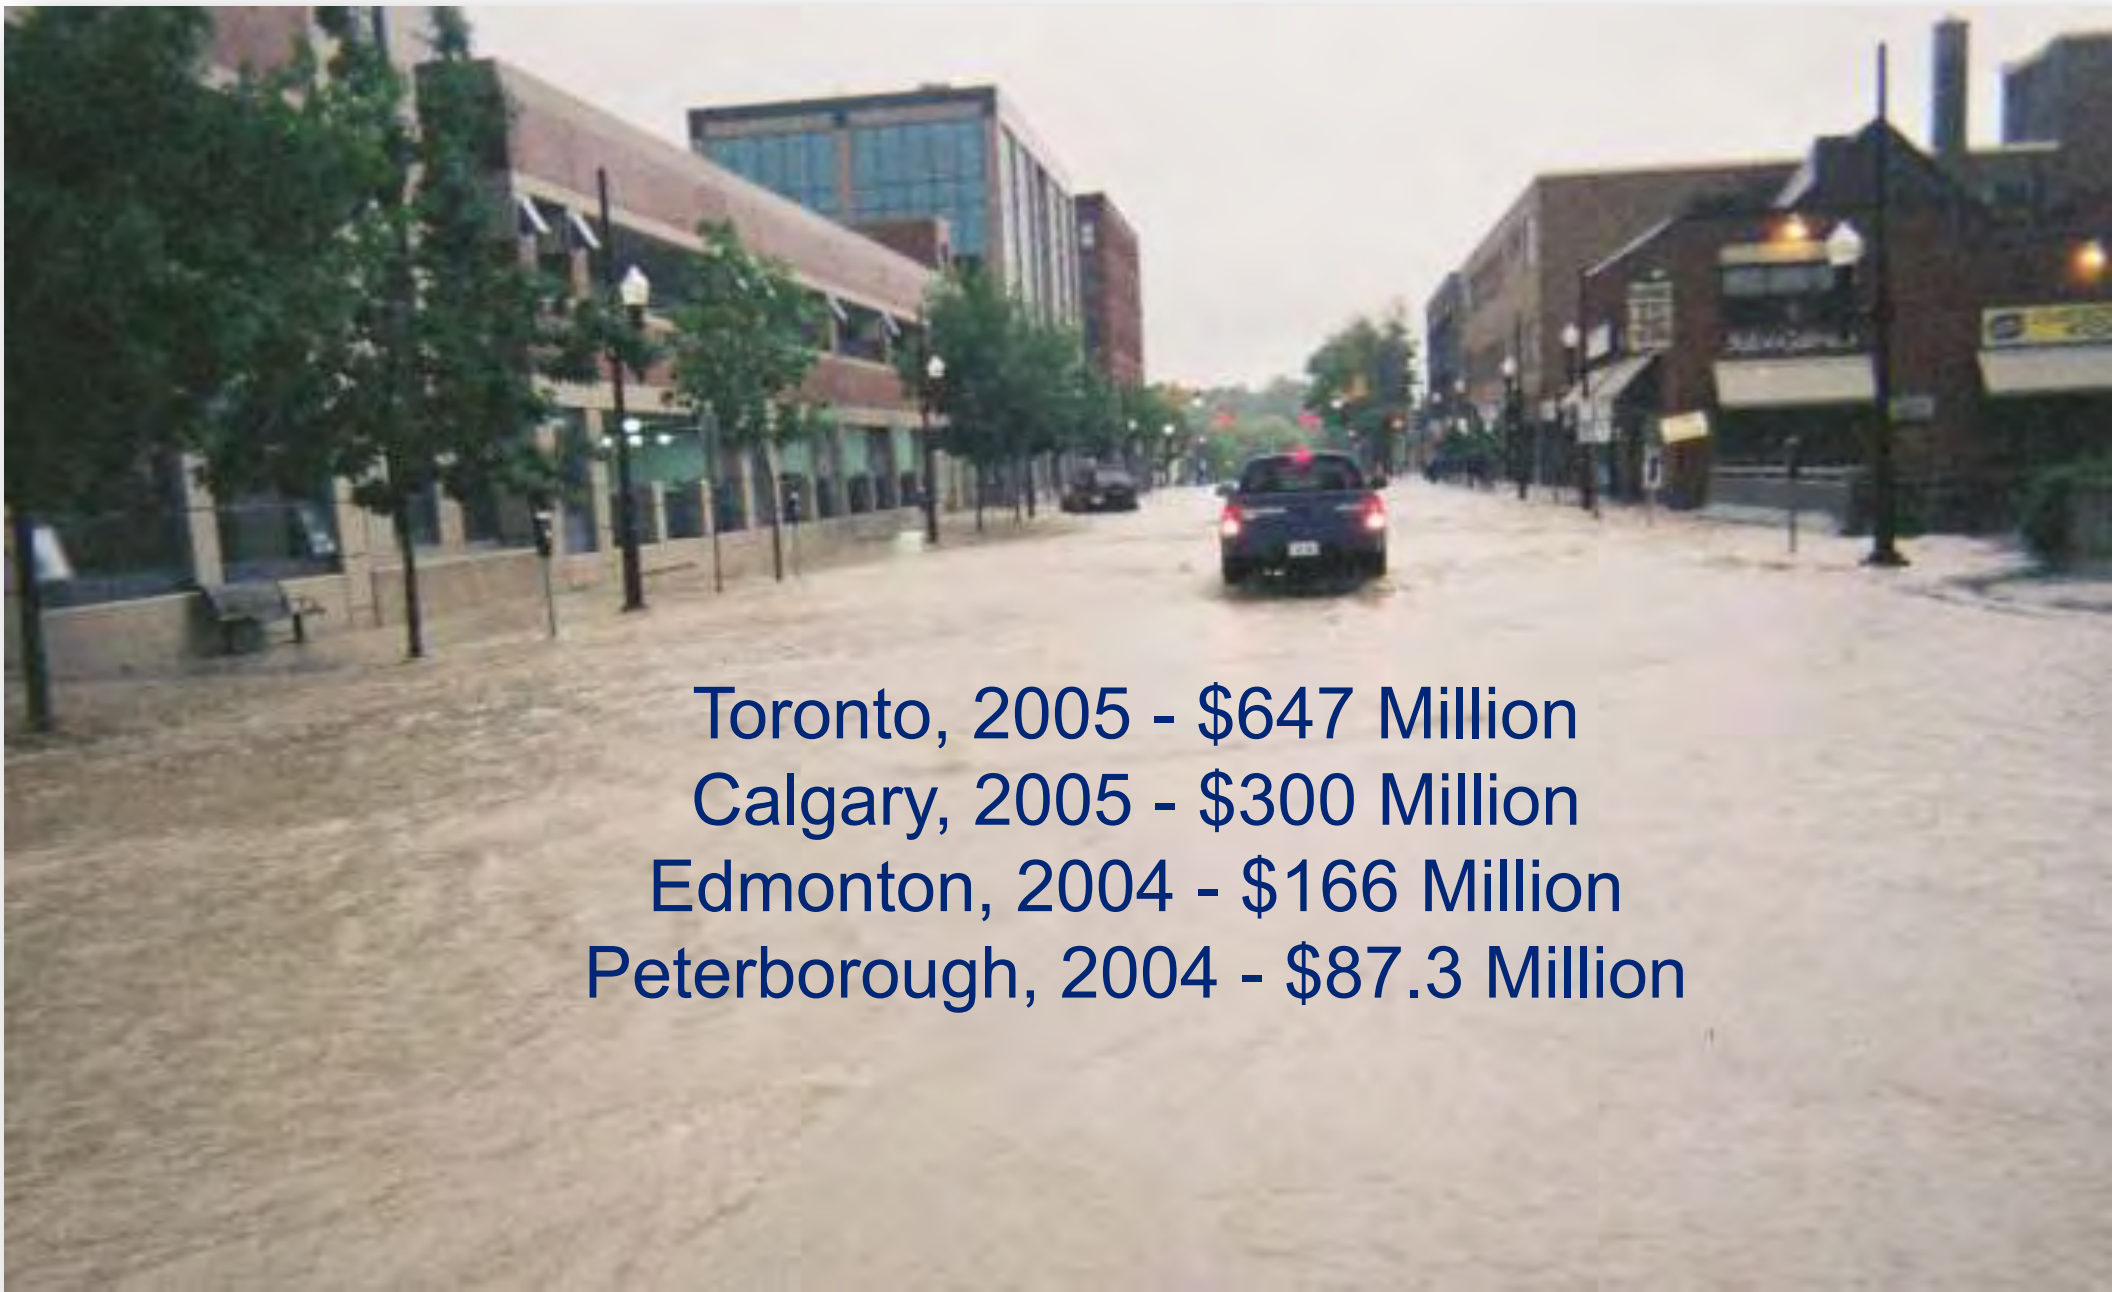 Toronto, 2005 - $647 Million
Calgary, 2005 - $300 Million
Edmonton, 2004 - $166 Million
Peterborough, 2004 - $87.3 Million